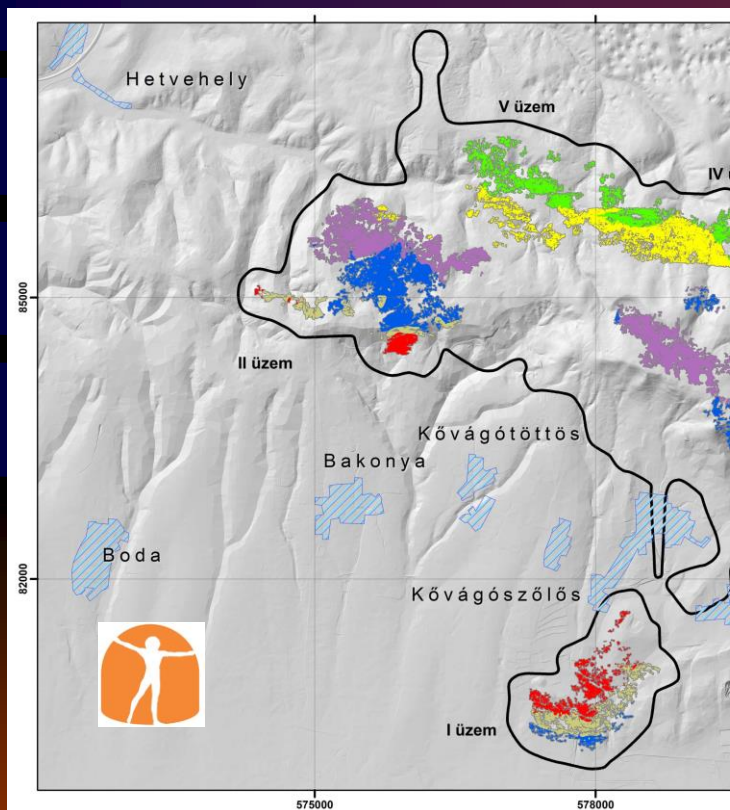 Hetvehely
V üzem
IV ü
85000
II üzem
Kővágótöttös
Bakonya
Boda
82000
Kővágószőlős
I üzem
575000
578000